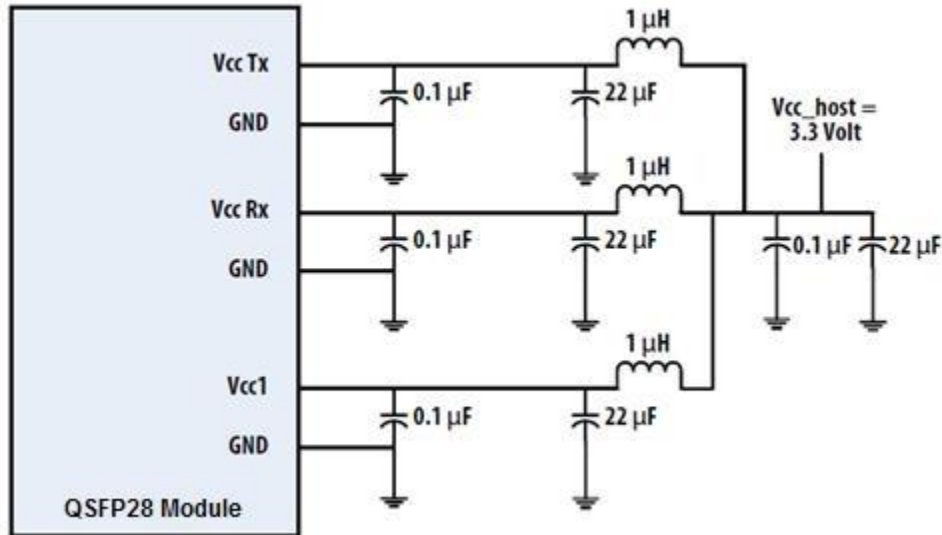 1 µH
Vcc Tx
0.1 µF
22 µF
Vcc_host =
3.3 Volt
GND
1 µH
Vcc Rx
0.1 µF
22 µF
0.1 µF
22 µF
GND
1 µH
Vcc1
0.1 µF
22 µF
GND
QSFP28 Module